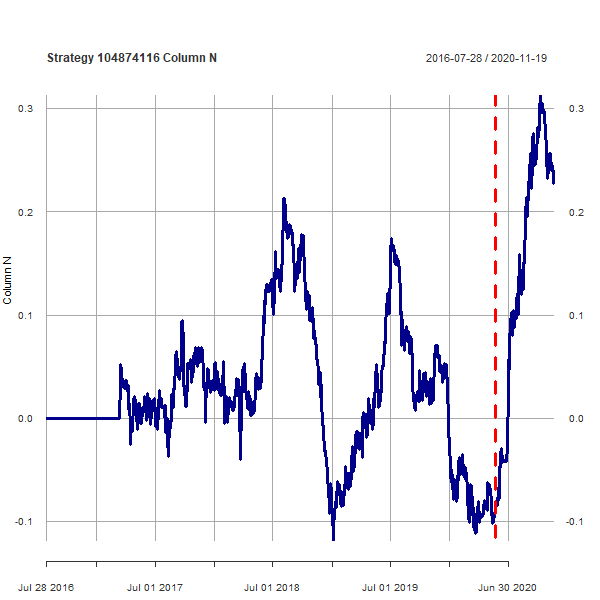 Strategy 104874116 Column N
2016-07-28 / 2020-11-19
Column N
0.3
0.2
0.1
0.0
-0.1
0.3
0.2
0.1
0.0
-0.1
Jul 28 2016
Jul 01 2017
Jul 01 2018
Jul 01 2019
Jun 30 2020